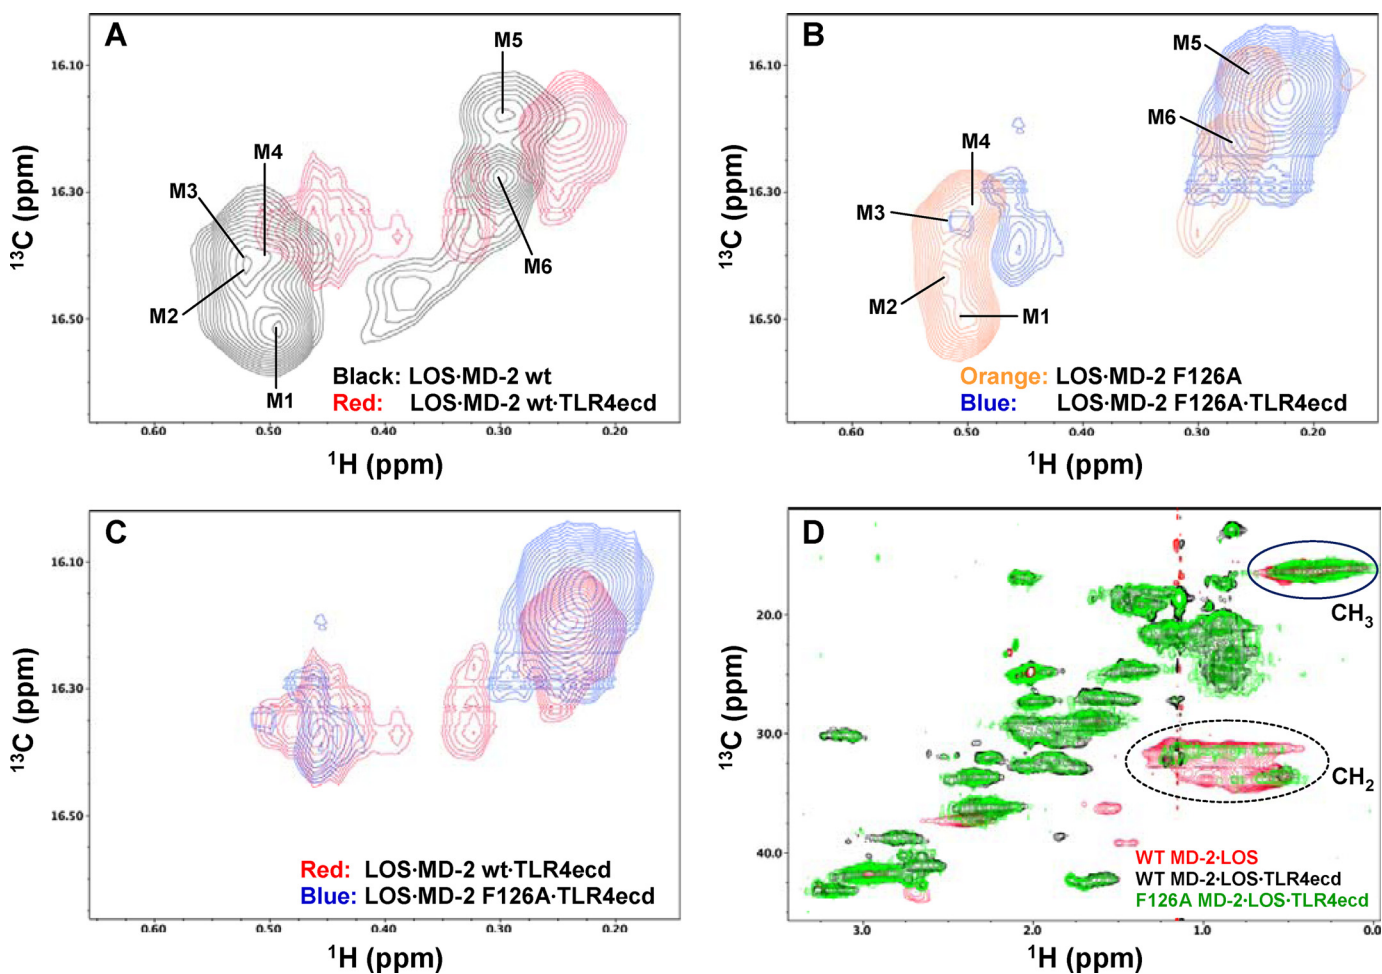 A
M5
16.10
M4
M3
16.30
M6
M2
16.50
M1
Black: LOS·MD-2 wt
Red: LOS·MD-2 wt·TLR4ecd
0.60 0.50 0.40 0.30 0.20
¹³C (ppm)
¹H (ppm)
B
M5
16.10
M6
M4
16.30
M3
M2
M1
16.50
Orange: LOS·MD-2 F126A
Blue: LOS·MD-2 F126A·TLR4ecd
0.60 0.50 0.40 0.30 0.20
¹³C (ppm)
¹H (ppm)
C
16.10
16.30
16.50
Red: LOS·MD-2 wt·TLR4ecd
Blue: LOS·MD-2 F126A·TLR4ecd
0.60 0.50 0.40 0.30 0.20
¹³C (ppm)
¹H (ppm)
D
CH₃
20.0
30.0
CH₂
40.0
WT MD-2·LOS
WT MD-2·LOS·TLR4ecd
F126A MD-2·LOS·TLR4ecd
3.0 2.0 1.0 0.0
¹³C (ppm)
¹H (ppm)